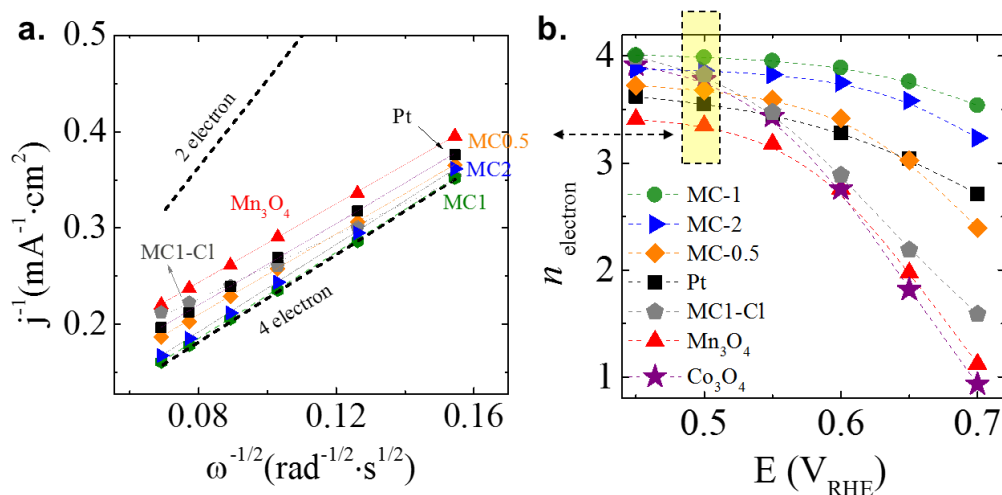 a.
0.5
0.4
0.3
0.2
j⁻¹(mA⁻¹·cm²)
2 electron
Pt
MC0.5
MC2
MC1
Mn₃O₄
MC1-Cl
4 electron
0.08
0.12
0.16
ω⁻¹/²(rad⁻¹/²·s¹/²)
b.
4
3
2
1
n electron
MC-1
MC-2
MC-0.5
Pt
MC1-Cl
Mn₃O₄
Co₃O₄
0.5
0.6
0.7
E (V_RHE)